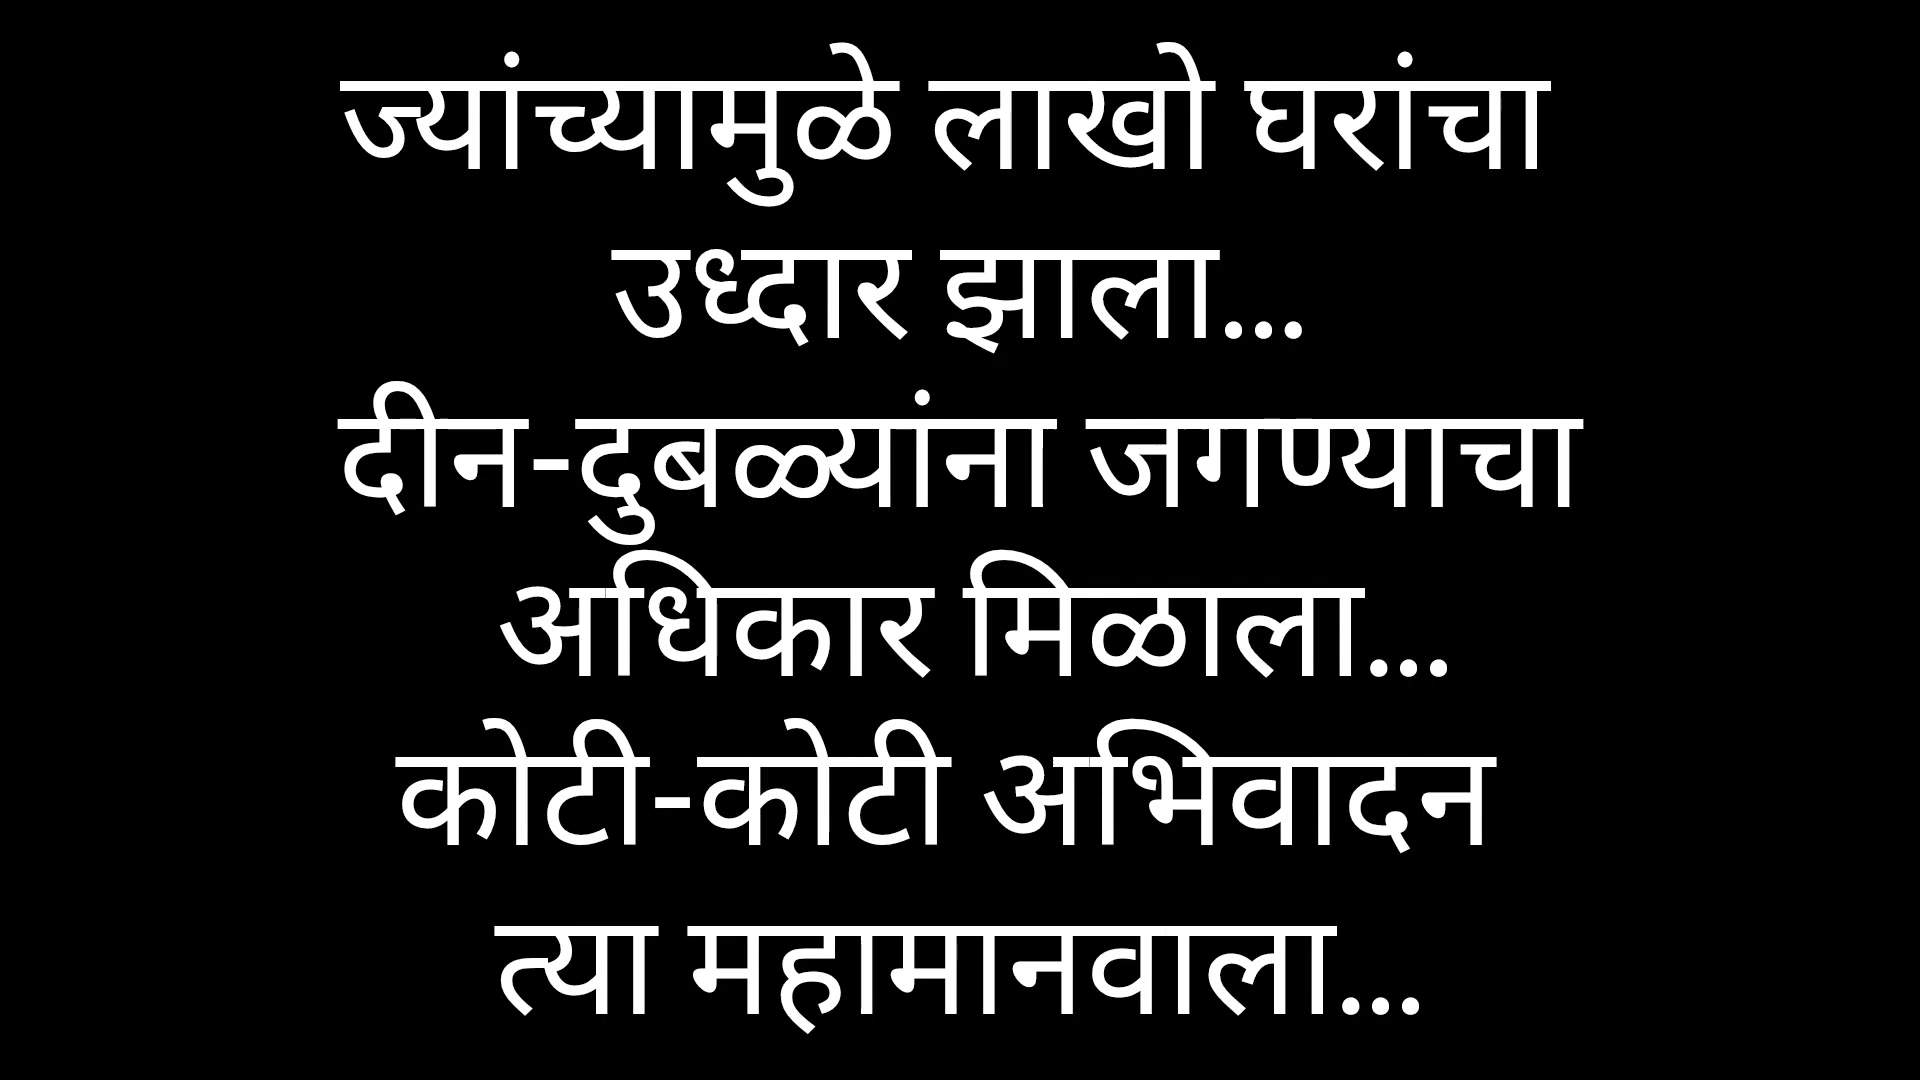 ज्यांच्यामुळे लाखो घरांचा
उध्दार झाला...
दीन-दुबळ्यांना जगण्याचा
अधिकार मिळाला...
कोटी-कोटी अभिवादन
त्या महामानवाला...